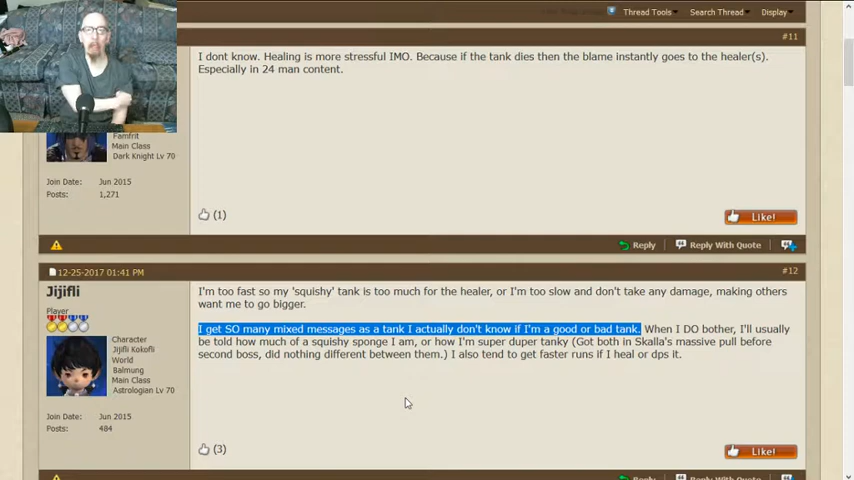 Thread Tools Search Thread Display
#11
I dont know. Healing is more stressful IMO. Because if the tank dies then the blame instantly goes to the healer(s).
Especially in 24 man content.
Famfrit
Main Class
Dark Knight Lv 70
Join Date: Jun 2015
Posts: 1,271
(1)
Like!
Reply Reply With Quote
12-25-2017 01:41 PM #12
Jijifli
Player
Character
Jijifli Kokofli
World
Balmung
Main Class
Astrologian Lv 70
Join Date: Jun 2015
Posts: 484
I'm too fast so my 'squishy' tank is too much for the healer, or I'm too slow and don't take any damage, making others
want me to go bigger.
I get SO many mixed messages as a tank I actually don't know if I'm a good or bad tank. When I DO bother, I'll usually
be told how much of a squishy sponge I am, or how I'm super duper tanky (Got both in Skalla's massive pull before
second boss, did nothing different between them.) I also tend to get faster runs if I heal or dps it.
(3)
Like!
Reply Reply With Quote